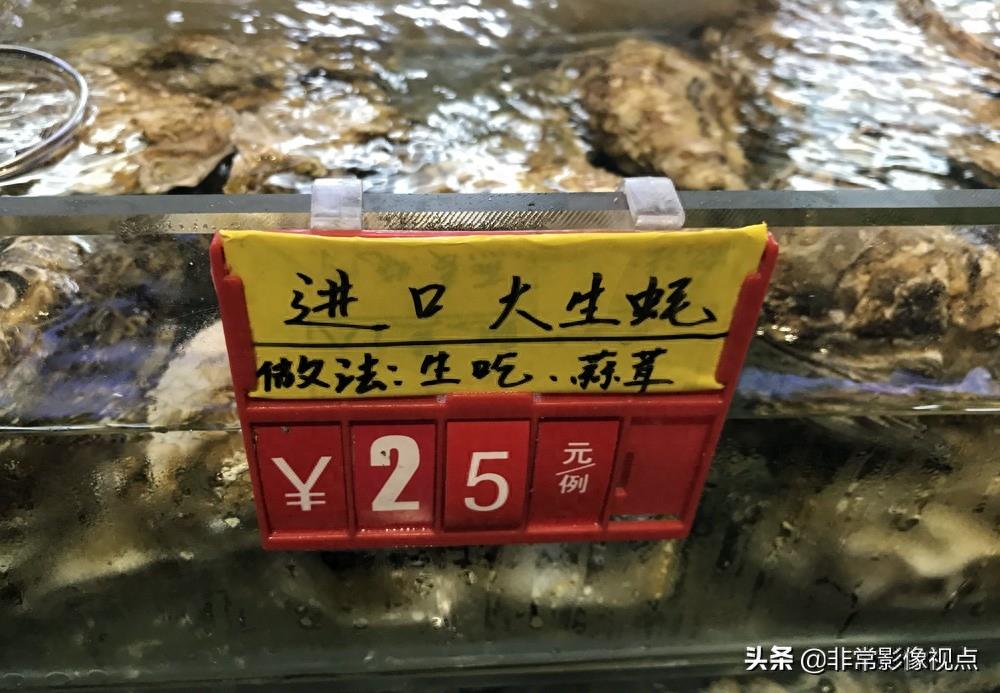 进口大生蚝
做法:生吃、蒜茸
¥25元/例
头条 @非常影像视点